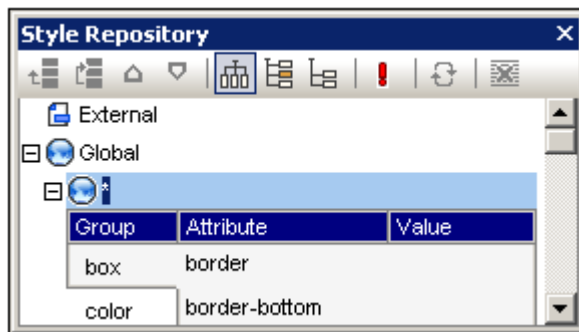 Style Repository
External
Global
*
Group Attribute Value
box border
color border-bottom